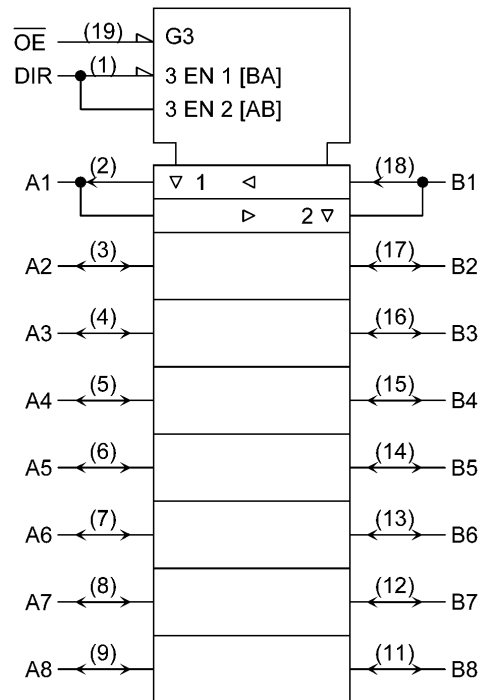 O̅E̅ (19) G3
DIR (1) 3 EN 1 [BA]
3 EN 2 [AB]
A1 (2) ▽ 1 ◁ (18) B1
▷ 2 ▽
A2 (3) (17) B2
A3 (4) (16) B3
A4 (5) (15) B4
A5 (6) (14) B5
A6 (7) (13) B6
A7 (8) (12) B7
A8 (9) (11) B8